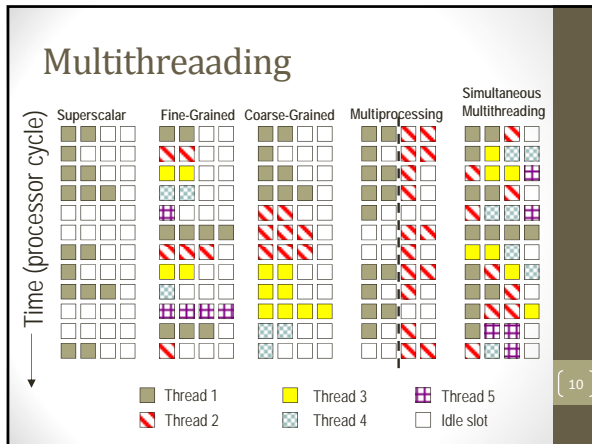 Multithreaading
Simultaneous
Multithreading
Superscalar
Fine-Grained
Coarse-Grained
Multiprocessing
Time (processor cycle)
Thread 1
Thread 3
Thread 5
Thread 2
Thread 4
Idle slot
10